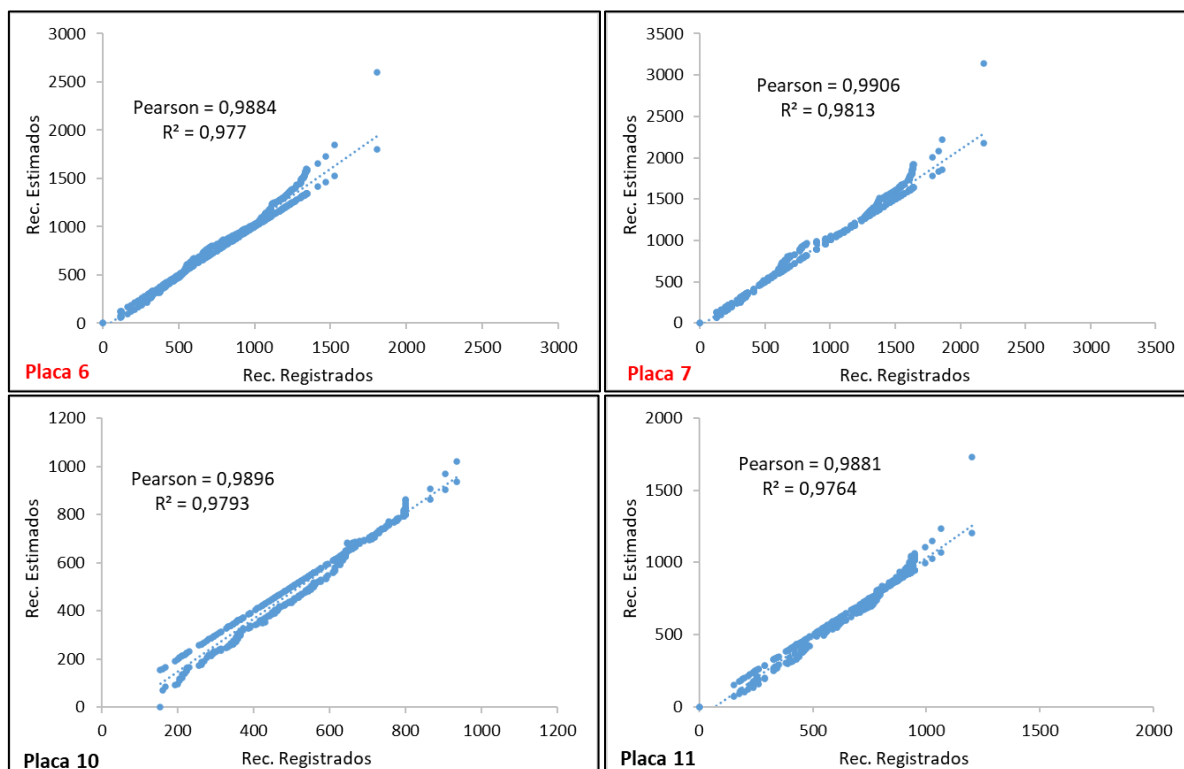 3000
2500
2000
1500
1000
500
0
Rec. Estimados
Pearson = 0,9884
R² = 0,977
0 500 1000 1500 2000 2500 3000
Rec. Registrados
Placa 6
3500
3000
2500
2000
1500
1000
500
0
Rec. Estimados
Pearson = 0,9906
R² = 0,9813
0 500 1000 1500 2000 2500 3000 3500
Rec. Registrados
Placa 7
1200
1000
800
600
400
200
0
Rec. Estimados
Pearson = 0,9896
R² = 0,9793
0 200 400 600 800 1000 1200
Rec. Registrados
Placa 10
2000
1500
1000
500
0
Rec. Estimados
Pearson = 0,9881
R² = 0,9764
0 500 1000 1500 2000
Rec. Registrados
Placa 11